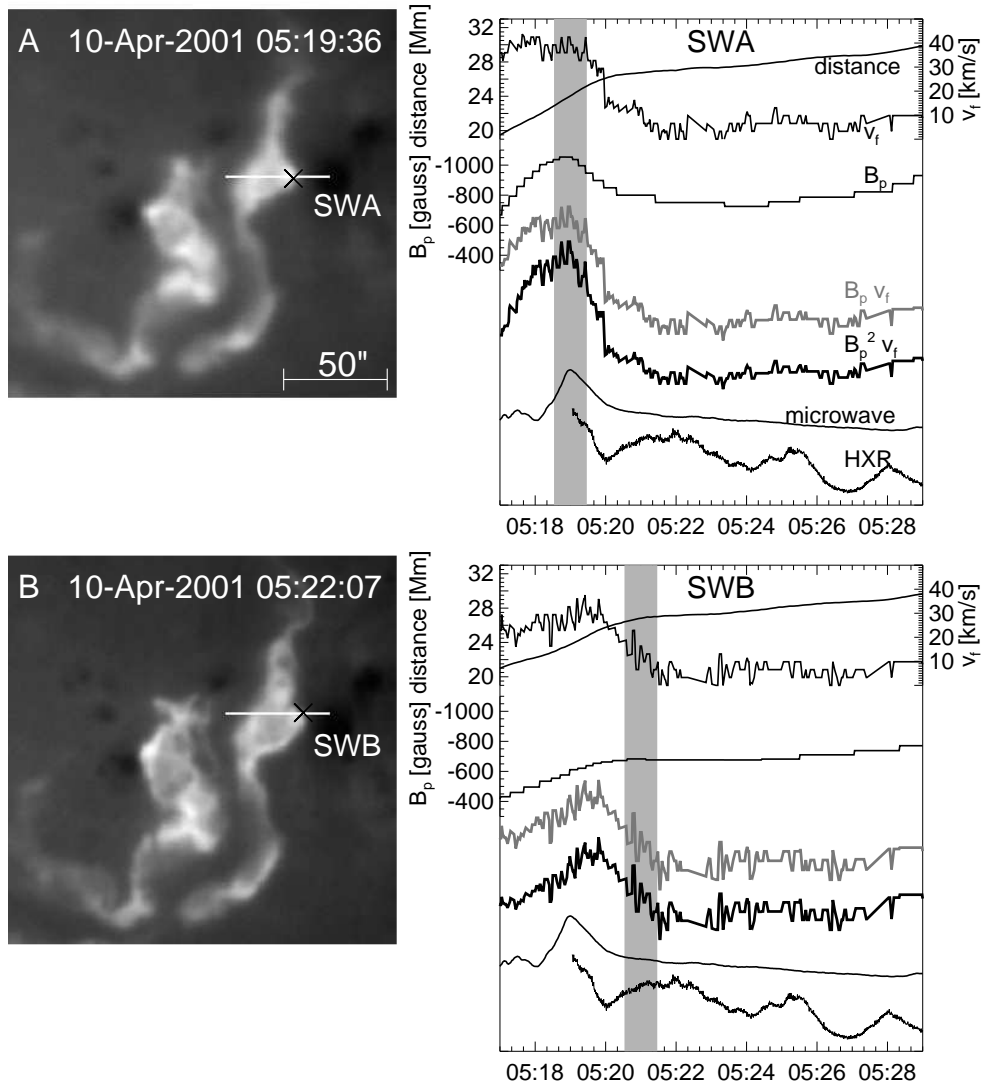 A 10-Apr-2001 05:19:36
SWA
50"
SWA
32
28
24
20
distance [Mm]
-1000
-800
-600
-400
B_p [gauss]
40
30
20
10
v_f [km/s]
distance
v_f
B_p
B_p v_f
B_p^2 v_f
microwave
HXR
05:18 05:20 05:22 05:24 05:26 05:28
B 10-Apr-2001 05:22:07
SWB
SWB
32
28
24
20
distance [Mm]
-1000
-800
-600
-400
B_p [gauss]
40
30
20
10
v_f [km/s]
05:18 05:20 05:22 05:24 05:26 05:28